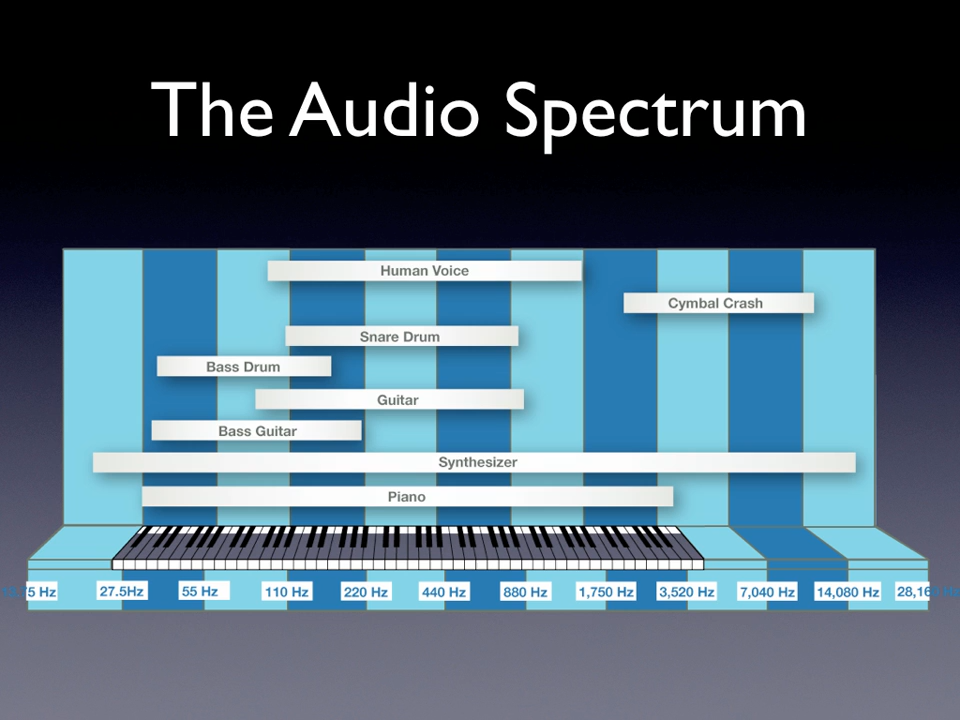 The Audio Spectrum
Human Voice
Cymbal Crash
Snare Drum
Bass Drum
Guitar
Bass Guitar
Synthesizer
Piano
27.5Hz 55 Hz 110 Hz 220 Hz 440 Hz 880 Hz 1,750 Hz 3,520 Hz 7,040 Hz 14,080 Hz